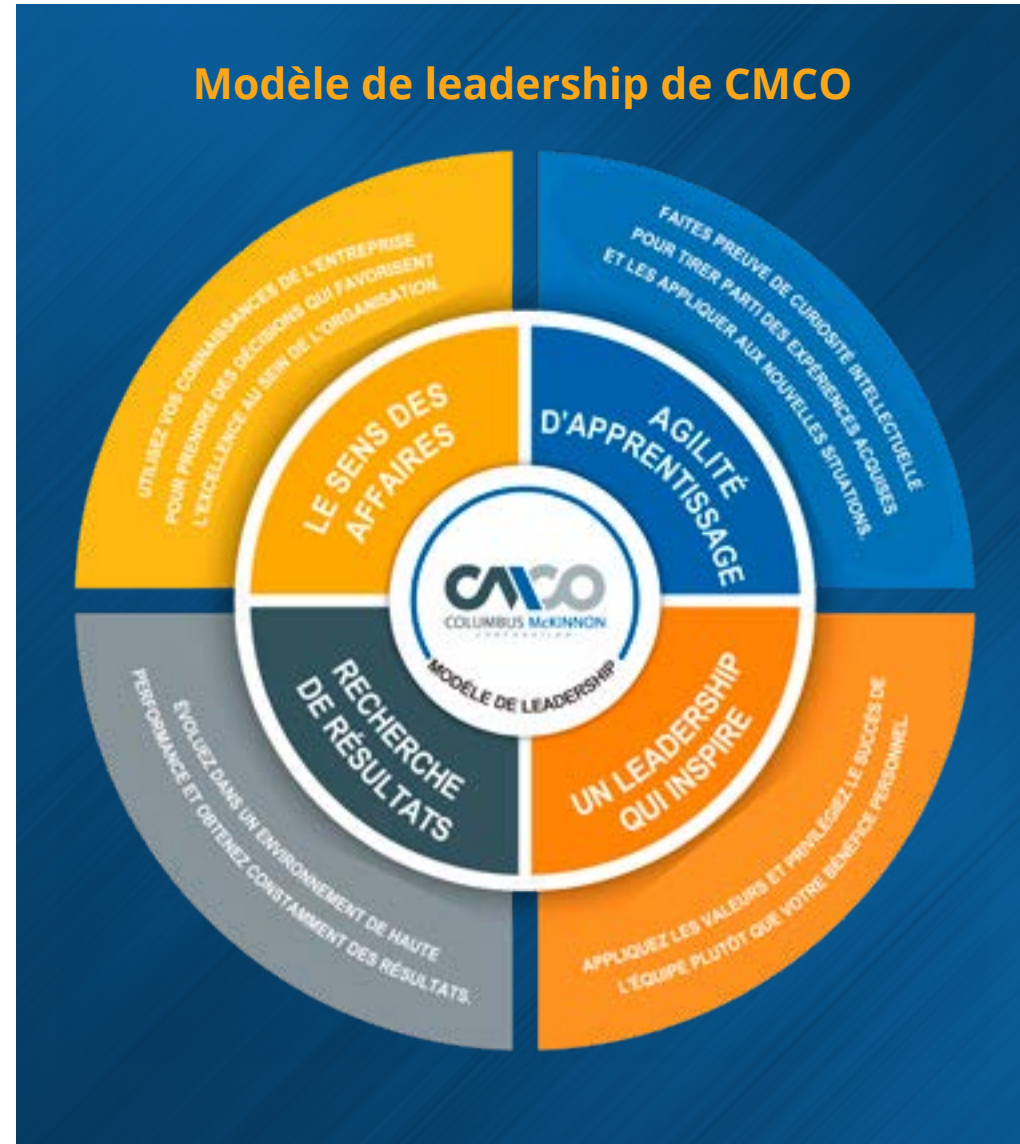 Modèle de leadership de CMCO
UTILISEZ VOS CONNAISSANCES DE L'ENTREPRISE
POUR PRENDRE DES DÉCISIONS QUI FAVORISENT
L'EXCELLENCE AU SEIN DE L'ORGANISATION.
FAITES PREUVE DE CURIOSITÉ INTELLECTUELLE
POUR TIRER PARTI DES EXPÉRIENCES ACQUISES
ET LES APPLIQUER AUX NOUVELLES SITUATIONS.
LE SENS DES
AFFAIRES
AGILITÉ
D'APPRENTISSAGE
CMCO
COLUMBUS McKINNON
CORPORATION
MODÈLE DE LEADERSHIP
RECHERCHE
DE RÉSULTATS
UN LEADERSHIP
QUI INSPIRE
ÉVOLUEZ DANS UN ENVIRONNEMENT DE HAUTE
PERFORMANCE ET OBTENEZ CONSTAMMENT DES RÉSULTATS.
APPLIQUEZ LES VALEURS ET PRIVILÉGIEZ LE SUCCÈS DE
L'ÉQUIPE PLUTÔT QUE VOTRE BÉNÉFICE PERSONNEL.